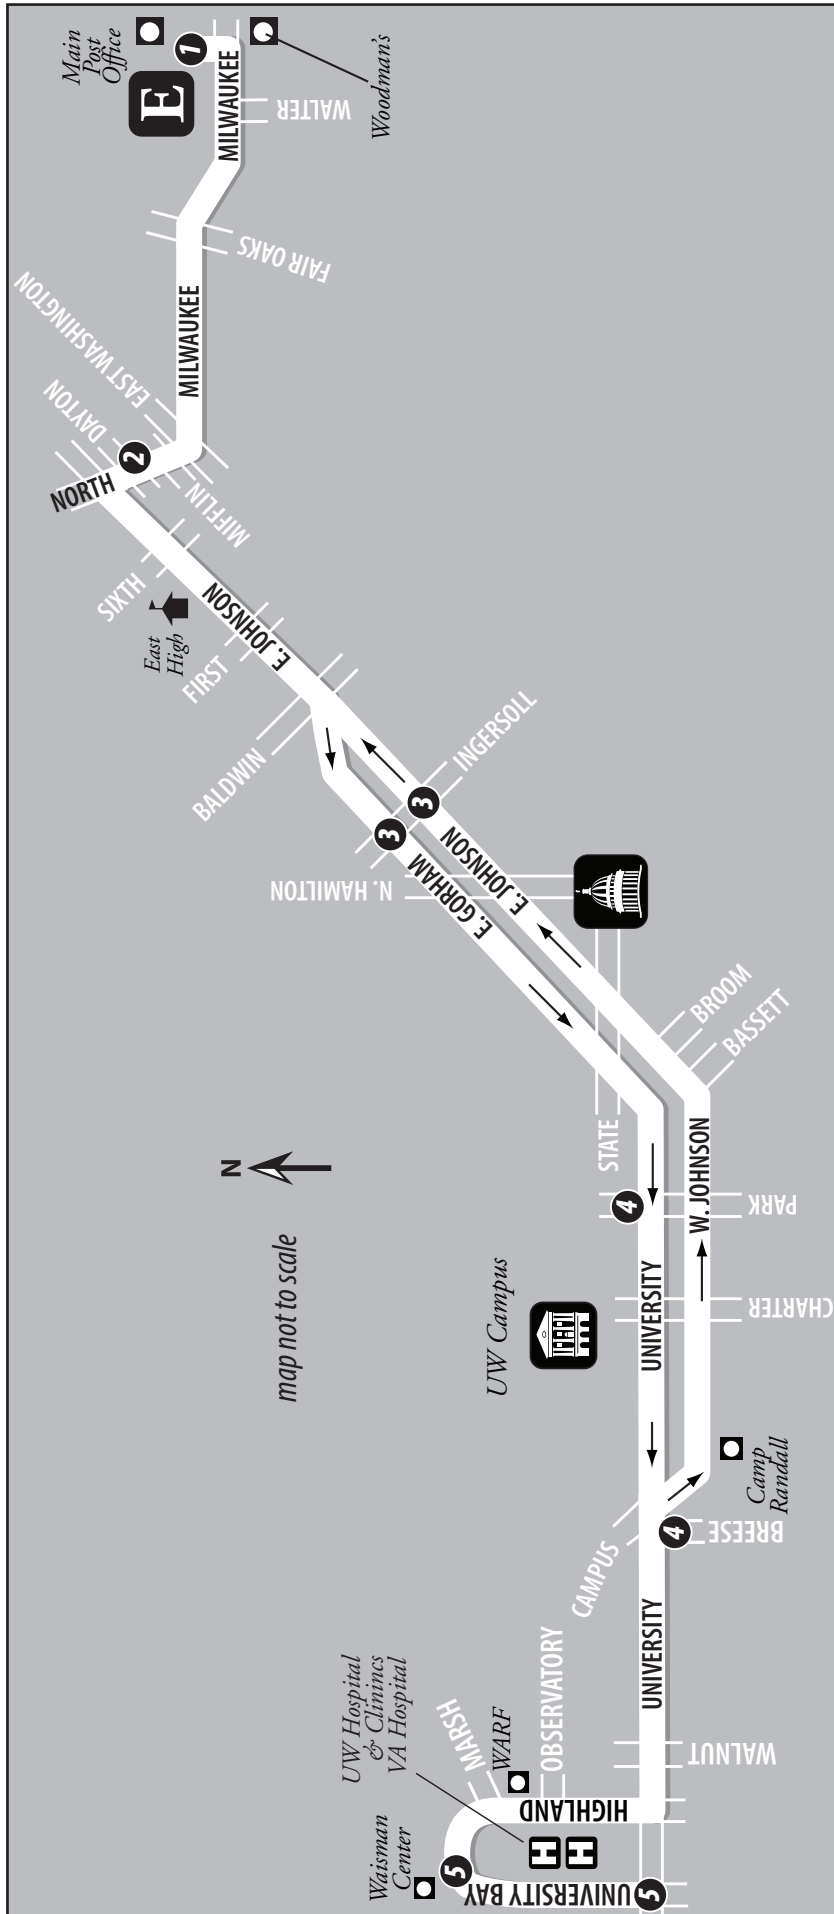 Main
Post
Office
1
E
MILWAUKEE
WALTER
Woodman's
FAIR OAKS
MILWAUKEE
EAST WASHINGTON
DAYTON
2
NORTH
MIFFLIN
SIXTH
East
High
E. JOHNSON
FIRST
BALDWIN
INGERSOLL
3
3
E. JOHNSON
E. GORHAM
N. HAMILTON
BROOM
BASSETT
STATE
N
map not to scale
4
W. JOHNSON
PARK
UW Campus
UNIVERSITY
CHARTER
Camp
Randall
4
BREESE
CAMPUS
UNIVERSITY
UW Hospital
& Clinincs
VA Hospital
MARSH
WARF
OBSERVATORY
WALNUT
HIGHLAND
H
H
Waisman
Center
5
UNIVERSITY BAY
5